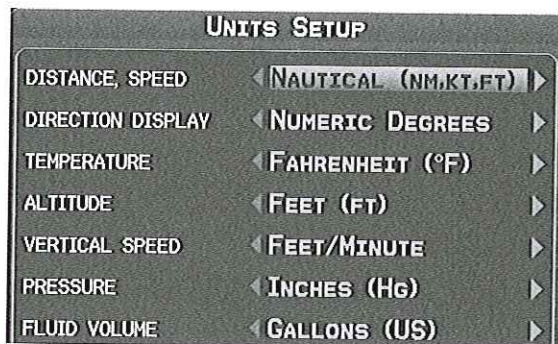 UNITS SETUP
DISTANCE, SPEED NAUTICAL (NM,KT,FT)
DIRECTION DISPLAY NUMERIC DEGREES
TEMPERATURE FAHRENHEIT (°F)
ALTITUDE FEET (FT)
VERTICAL SPEED FEET/MINUTE
PRESSURE INCHES (HG)
FLUID VOLUME GALLONS (US)